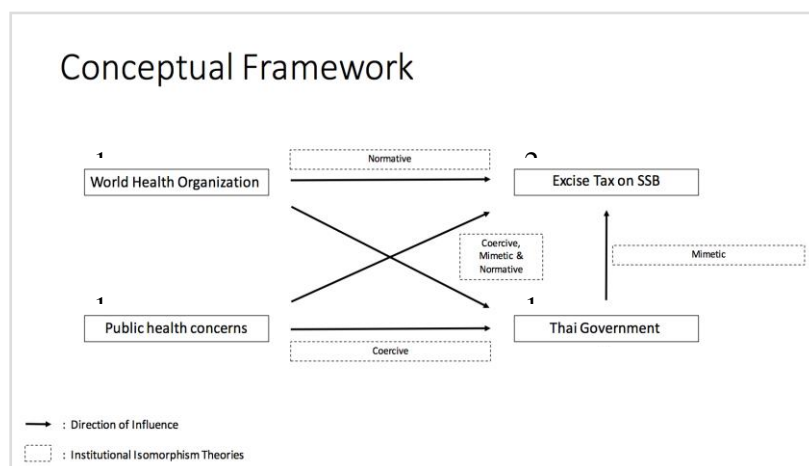 Conceptual Framework
Normative
World Health Organization
Excise Tax on SSB
Coercive,
Mimetic &
Normative
Mimetic
Public health concerns
Thai Government
Coercive
: Direction of Influence
: Institutional Isomorphism Theories